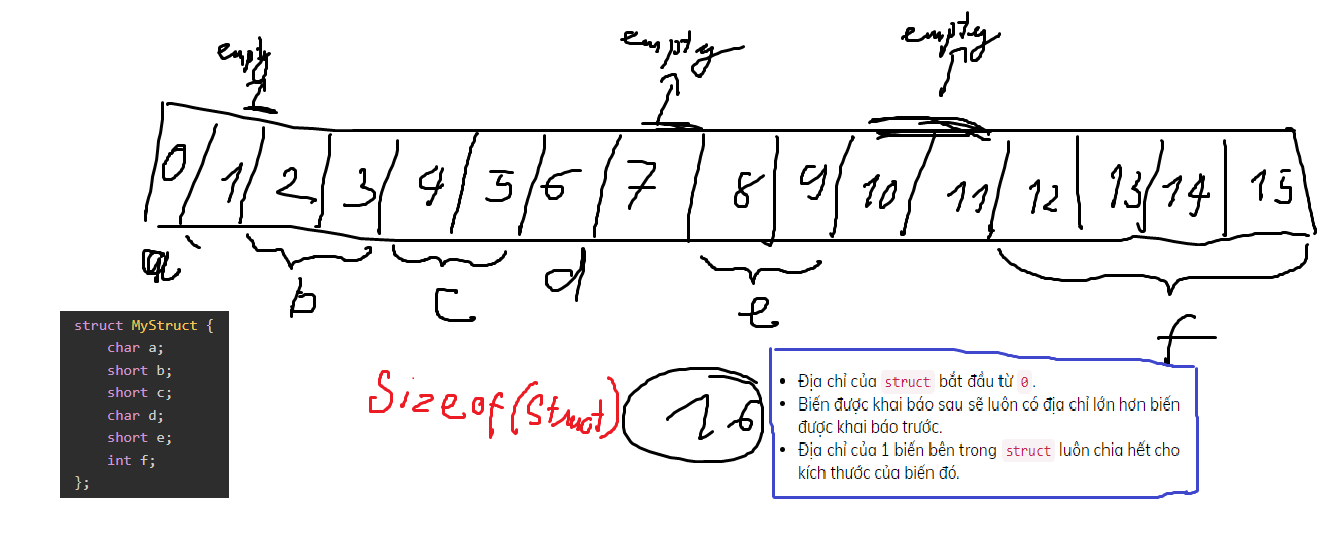 empty empty empty
0 1 2 3 4 5 6 7 8 9 10 11 12 13 14 15
a b c d e f
struct MyStruct {
char a;
short b;
short c;
char d;
short e;
int f;
};
Sizeof(Struct) 16
Địa chỉ của struct bắt đầu từ 0.
Biến được khai báo sau sẽ luôn có địa chỉ lớn hơn biến
được khai báo trước.
Địa chỉ của 1 biến bên trong struct luôn chia hết cho
kích thước của biến đó.